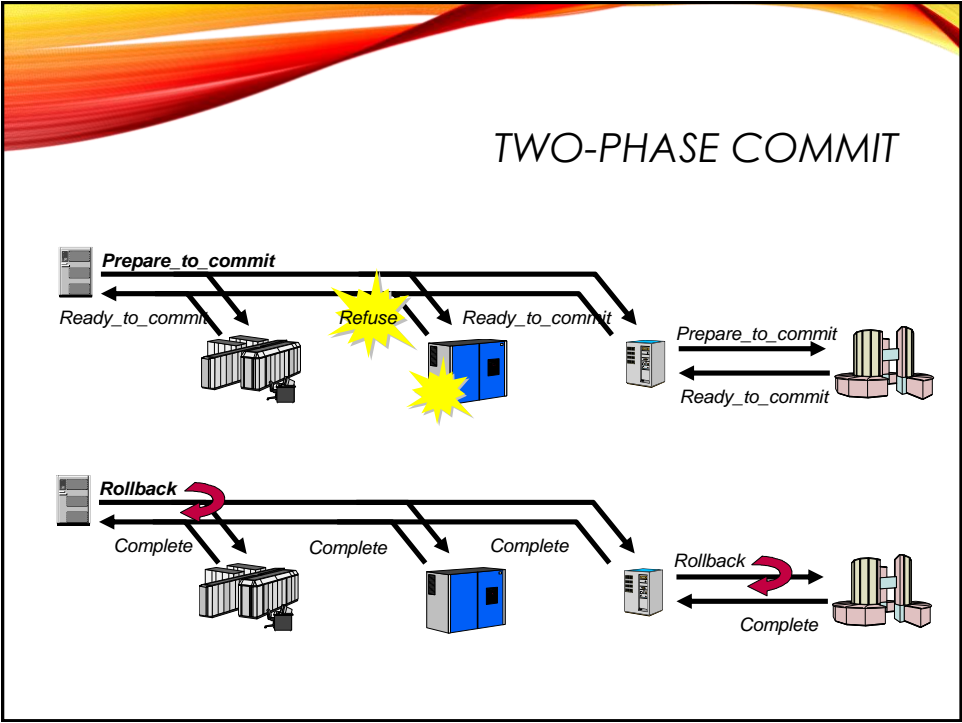 TWO-PHASE COMMIT
Prepare_to_commit
Ready_to_commit
Refuse
Ready_to_commit
Prepare_to_commit
Ready_to_commit
Rollback
Complete
Complete
Complete
Rollback
Complete